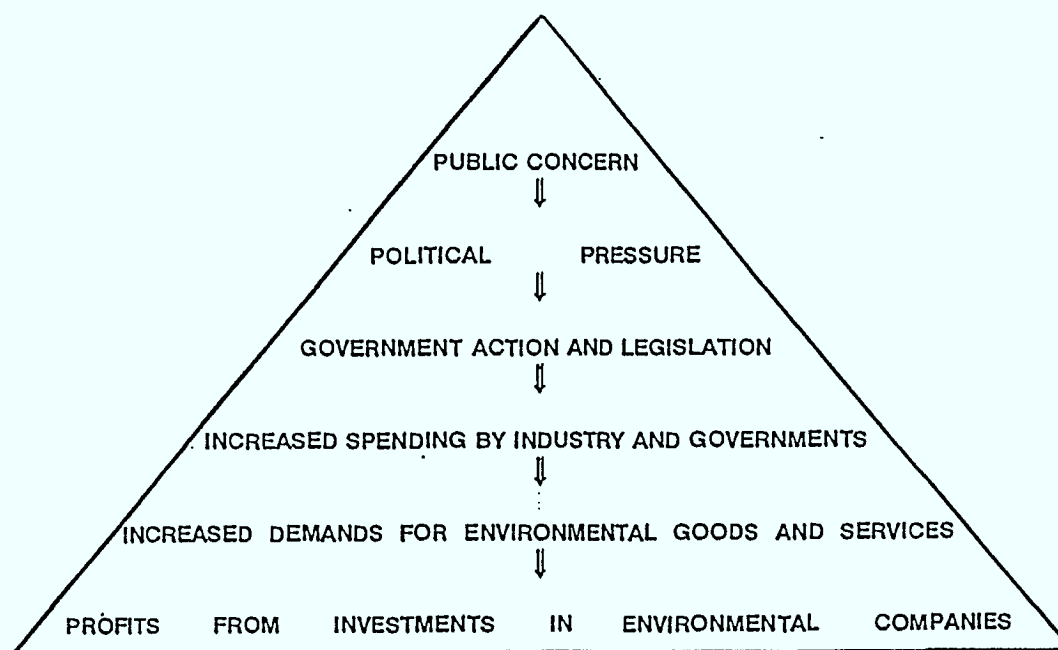 PUBLIC CONCERN
POLITICAL PRESSURE
GOVERNMENT ACTION AND LEGISLATION
INCREASED SPENDING BY INDUSTRY AND GOVERNMENTS
INCREASED DEMANDS FOR ENVIRONMENTAL GOODS AND SERVICES
PROFITS FROM INVESTMENTS IN ENVIRONMENTAL COMPANIES